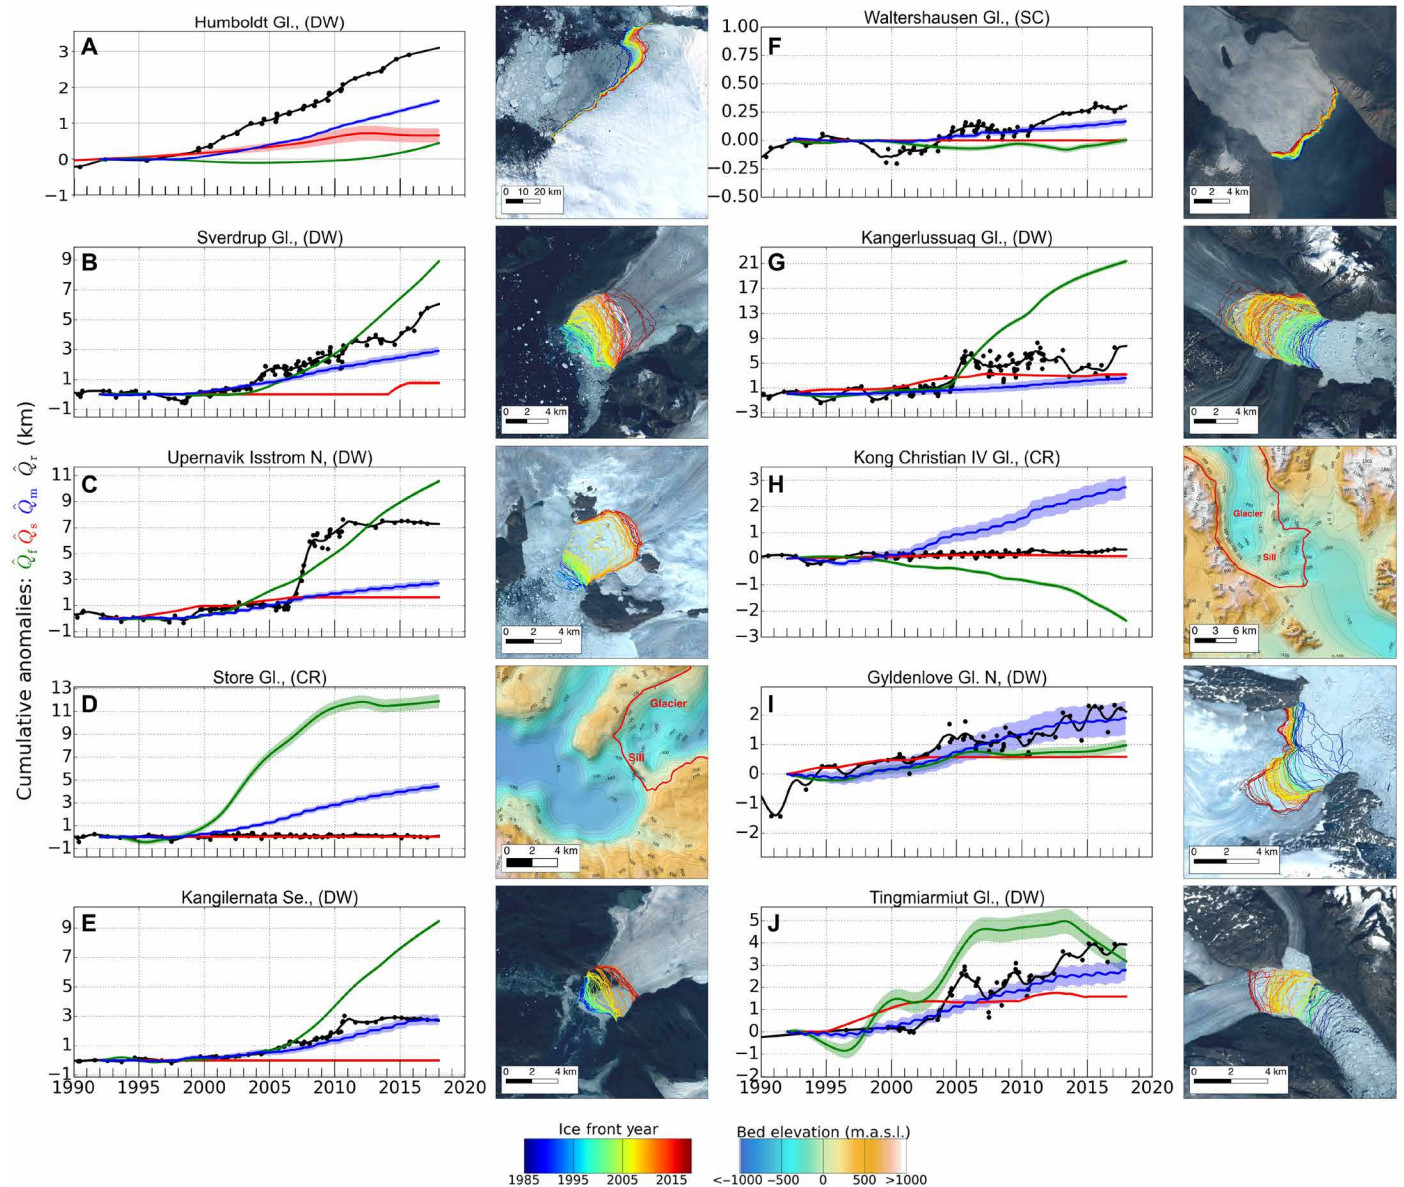 Cumulative anomalies: Q̂f Q̂s Q̂m Q̂r (km)
Humboldt Gl., (DW)
A
3
2
1
0
−1
0 10 20 km
Waltershausen Gl., (SC)
F
1.00
0.75
0.50
0.25
0.00
−0.25
−0.50
0 2 4 km
Sverdrup Gl., (DW)
B
9
7
5
3
1
−1
0 2 4 km
Kangerlussuaq Gl., (DW)
G
21
17
13
9
5
1
−3
0 2 4 km
Upernavik Isstrom N, (DW)
C
11
9
7
5
3
1
−1
0 2 4 km
Kong Christian IV Gl., (CR)
H
3
2
1
0
−1
−2
−3
Glacier
Sill
0 3 6 km
Store Gl., (CR)
D
13
11
9
7
5
3
1
−1
Glacier
Sill
0 2 4 km
Gyldenlove Gl. N, (DW)
I
2
1
0
−1
−2
0 2 4 km
Kangilernata Se., (DW)
E
9
7
5
3
1
−1
1990 1995 2000 2005 2010 2015 2020
0 2 4 km
Tingmiarmiut Gl., (DW)
J
5
4
3
2
1
0
−1
−2
1990 1995 2000 2005 2010 2015 2020
0 2 4 km
Ice front year
1985 1995 2005 2015
Bed elevation (m.a.s.l.)
<−1000 −500 0 500 >1000